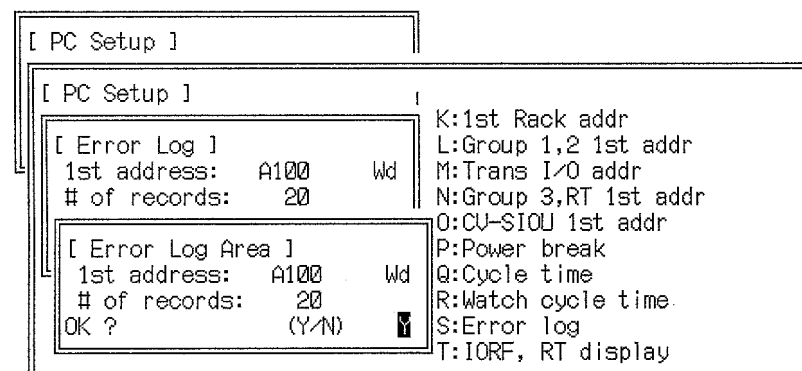 [ PC Setup ]
[ PC Setup ]
[ Error Log ]
1st address: A100 Wd
# of records: 20
[ Error Log Area ]
1st address: A100 Wd
# of records: 20
OK ? (Y/N) Y
K:1st Rack addr
L:Group 1,2 1st addr
M:Trans I/O addr
N:Group 3,RT 1st addr
O:CV-SIOU 1st addr
P:Power break
Q:Cycle time
R:Watch cycle time
S:Error log
T:IORF, RT display